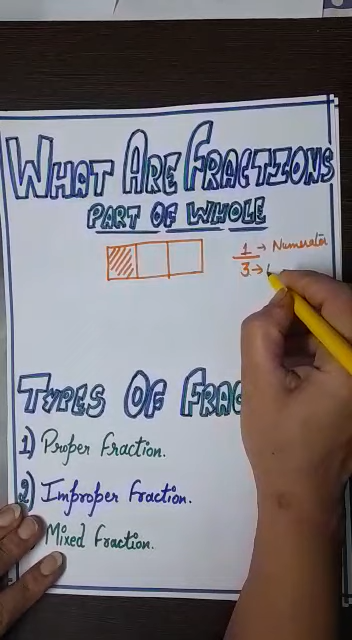 WHAT ARE FRACTIONS
PART OF WHOLE
1 → Numerator
3 →
TYPES OF FRAC
1) Proper Fraction.
2) Improper Fraction.
Mixed Fraction.